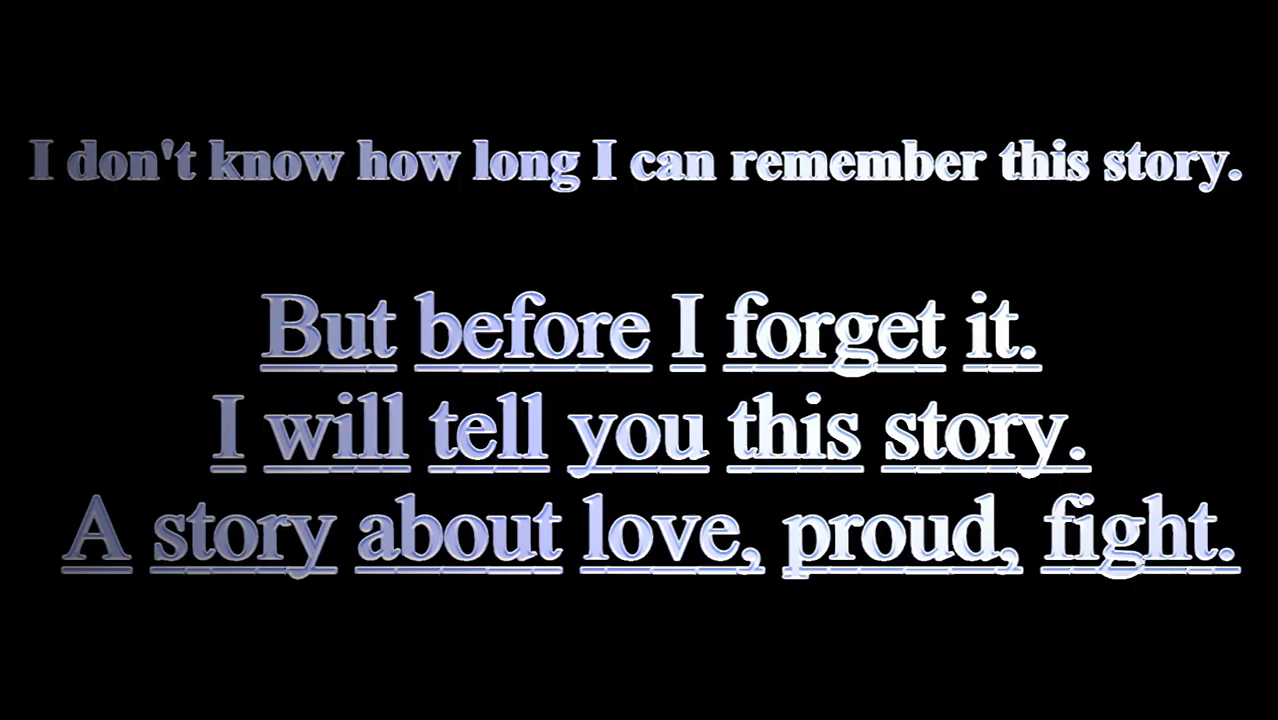 I don't know how long I can remember this story.
But before I forget it.
I will tell you this story.
A story about love, proud, fight.